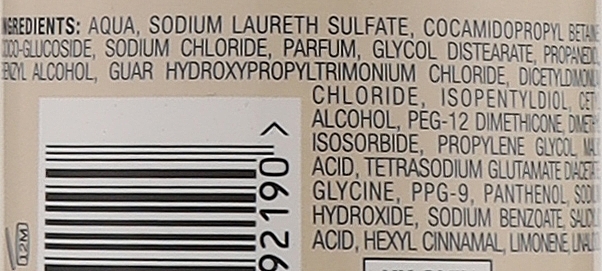 INGREDIENTS: AQUA, SODIUM LAURETH SULFATE, COCAMIDOPROPYL BETAINE
COCO-GLUCOSIDE, SODIUM CHLORIDE, PARFUM, GLYCOL DISTEARATE,
BENZYL ALCOHOL, GUAR HYDROXYPROPYLTRIMONIUM CHLORIDE,
CHLORIDE, ISOPENTYLDIOL,
ALCOHOL, PEG-12 DIMETHICONE,
ISOSORBIDE, PROPYLENE GLYCOL,
ACID, TETRASODIUM GLUTAMATE DIACETATE
GLYCINE, PPG-9, PANTHENOL,
HYDROXIDE, SODIUM BENZOATE,
ACID, HEXYL CINNAMAL, LIMONENE,
92190 >
12M